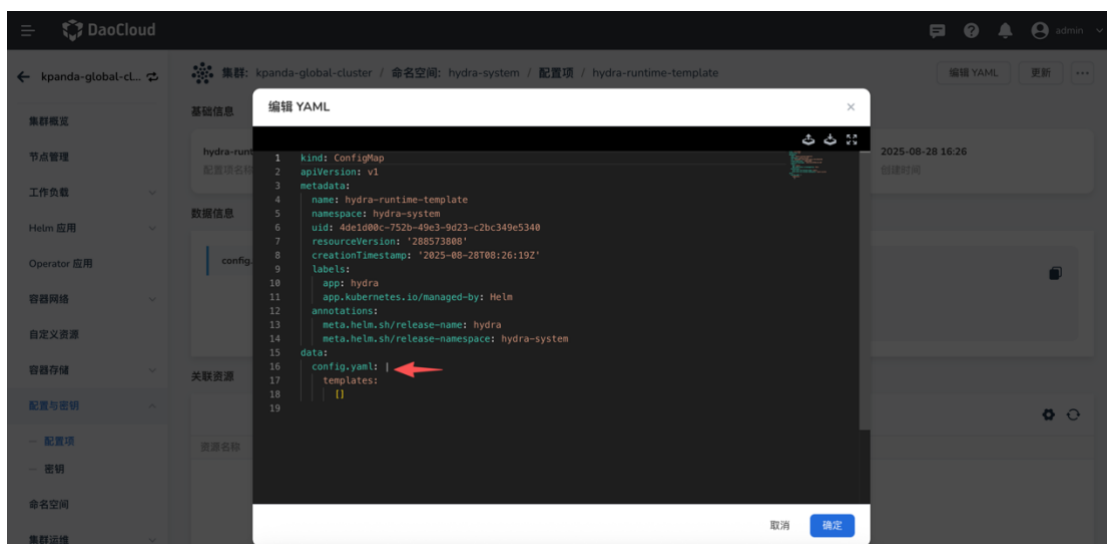 DaoCloud
admin
kpanda-global-cl...
集群: kpanda-global-cluster / 命名空间: hydra-system / 配置项 / hydra-runtime-template
编辑 YAML
更新
集群概览
节点管理
工作负载
Helm 应用
Operator 应用
容器网络
自定义资源
容器存储
配置与密钥
配置项
密钥
命名空间
集群运维
基础信息
hydra-runt
配置项名称
2025-08-28 16:26
创建时间
数据信息
config.
关联资源
资源名称
编辑 YAML
1 kind: ConfigMap
2 apiVersion: v1
3 metadata:
4 name: hydra-runtime-template
5 namespace: hydra-system
6 uid: 4de1d00c-752b-49e3-9d23-c2bc349e5340
7 resourceVersion: '288573808'
8 creationTimestamp: '2025-08-28T08:26:19Z'
9 labels:
10 app: hydra
11 app.kubernetes.io/managed-by: Helm
12 annotations:
13 meta.helm.sh/release-name: hydra
14 meta.helm.sh/release-namespace: hydra-system
15 data:
16 config.yaml: |
17 templates:
18 []
19
取消
确定